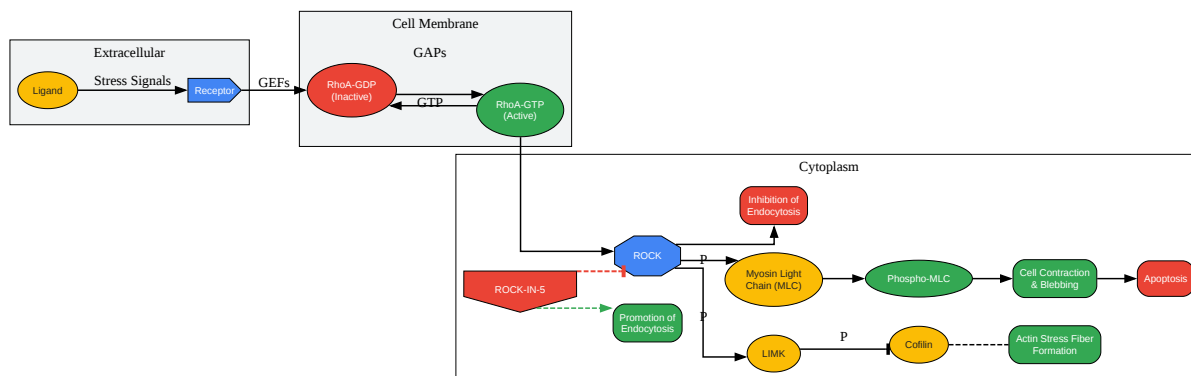 Cell Membrane
GAPs
Extracellular
Ligand
Stress Signals
Receptor
GEFs
RhoA-GDP
(Inactive)
GTP
RhoA-GTP
(Active)
Cytoplasm
Inhibition of
Endocytosis
ROCK
P
Myosin Light
Chain (MLC)
Phospho-MLC
Cell Contraction
& Blebbing
Apoptosis
ROCK-IN-5
Promotion of
Endocytosis
P
LIMK
P
Cofilin
Actin Stress Fiber
Formation